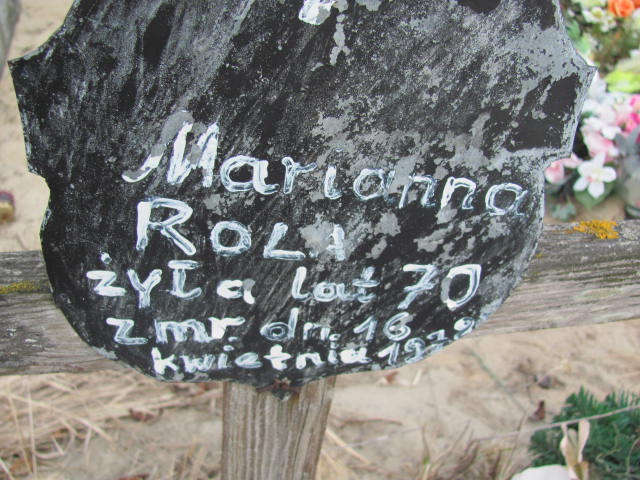 Marianna
ROLA
żyła lat 70
zmr. dn. 16
kwietnia